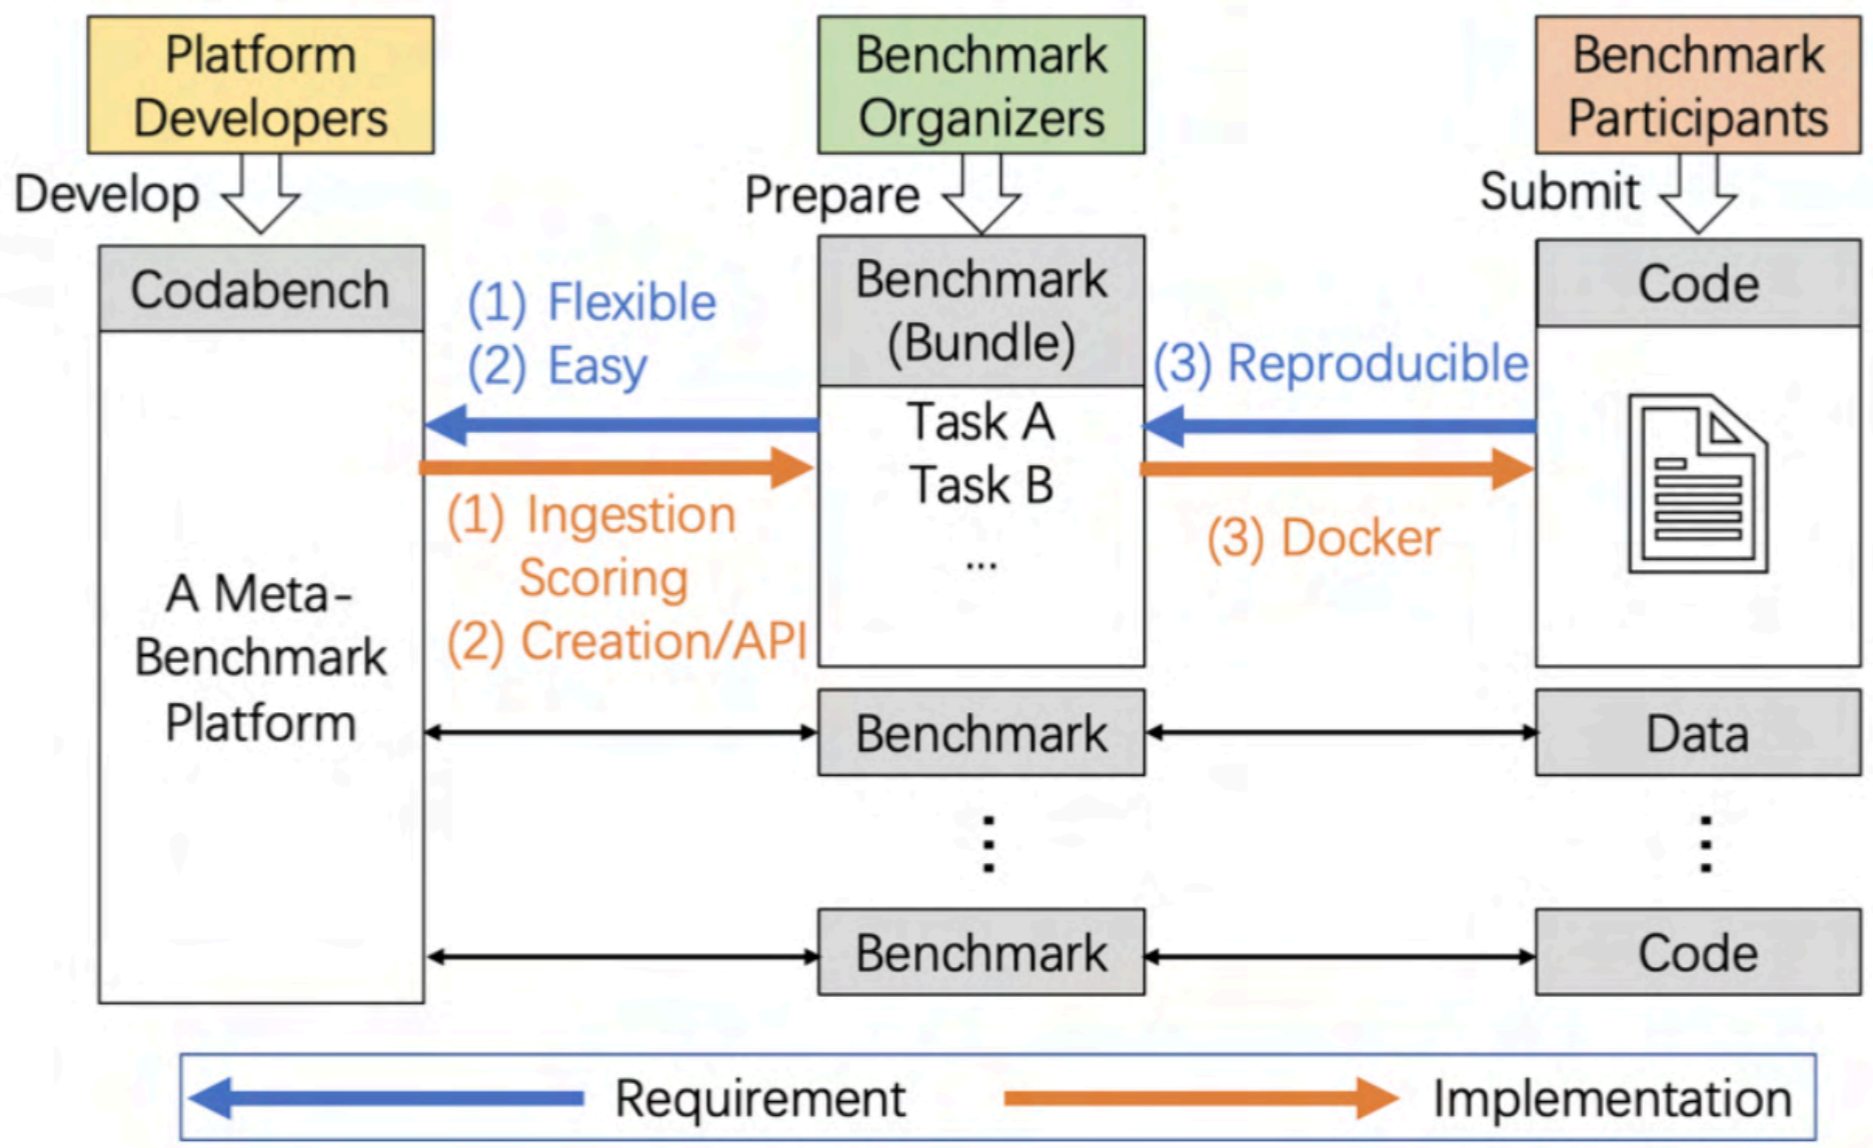 Platform
Developers
Benchmark
Organizers
Benchmark
Participants
Develop
Prepare
Submit
Codabench
A Meta-
Benchmark
Platform
(1) Flexible
(2) Easy
(1) Ingestion
Scoring
(2) Creation/API
Benchmark
(Bundle)
Task A
Task B
...
(3) Reproducible
(3) Docker
Code
Benchmark
Data
Benchmark
Code
Requirement
Implementation